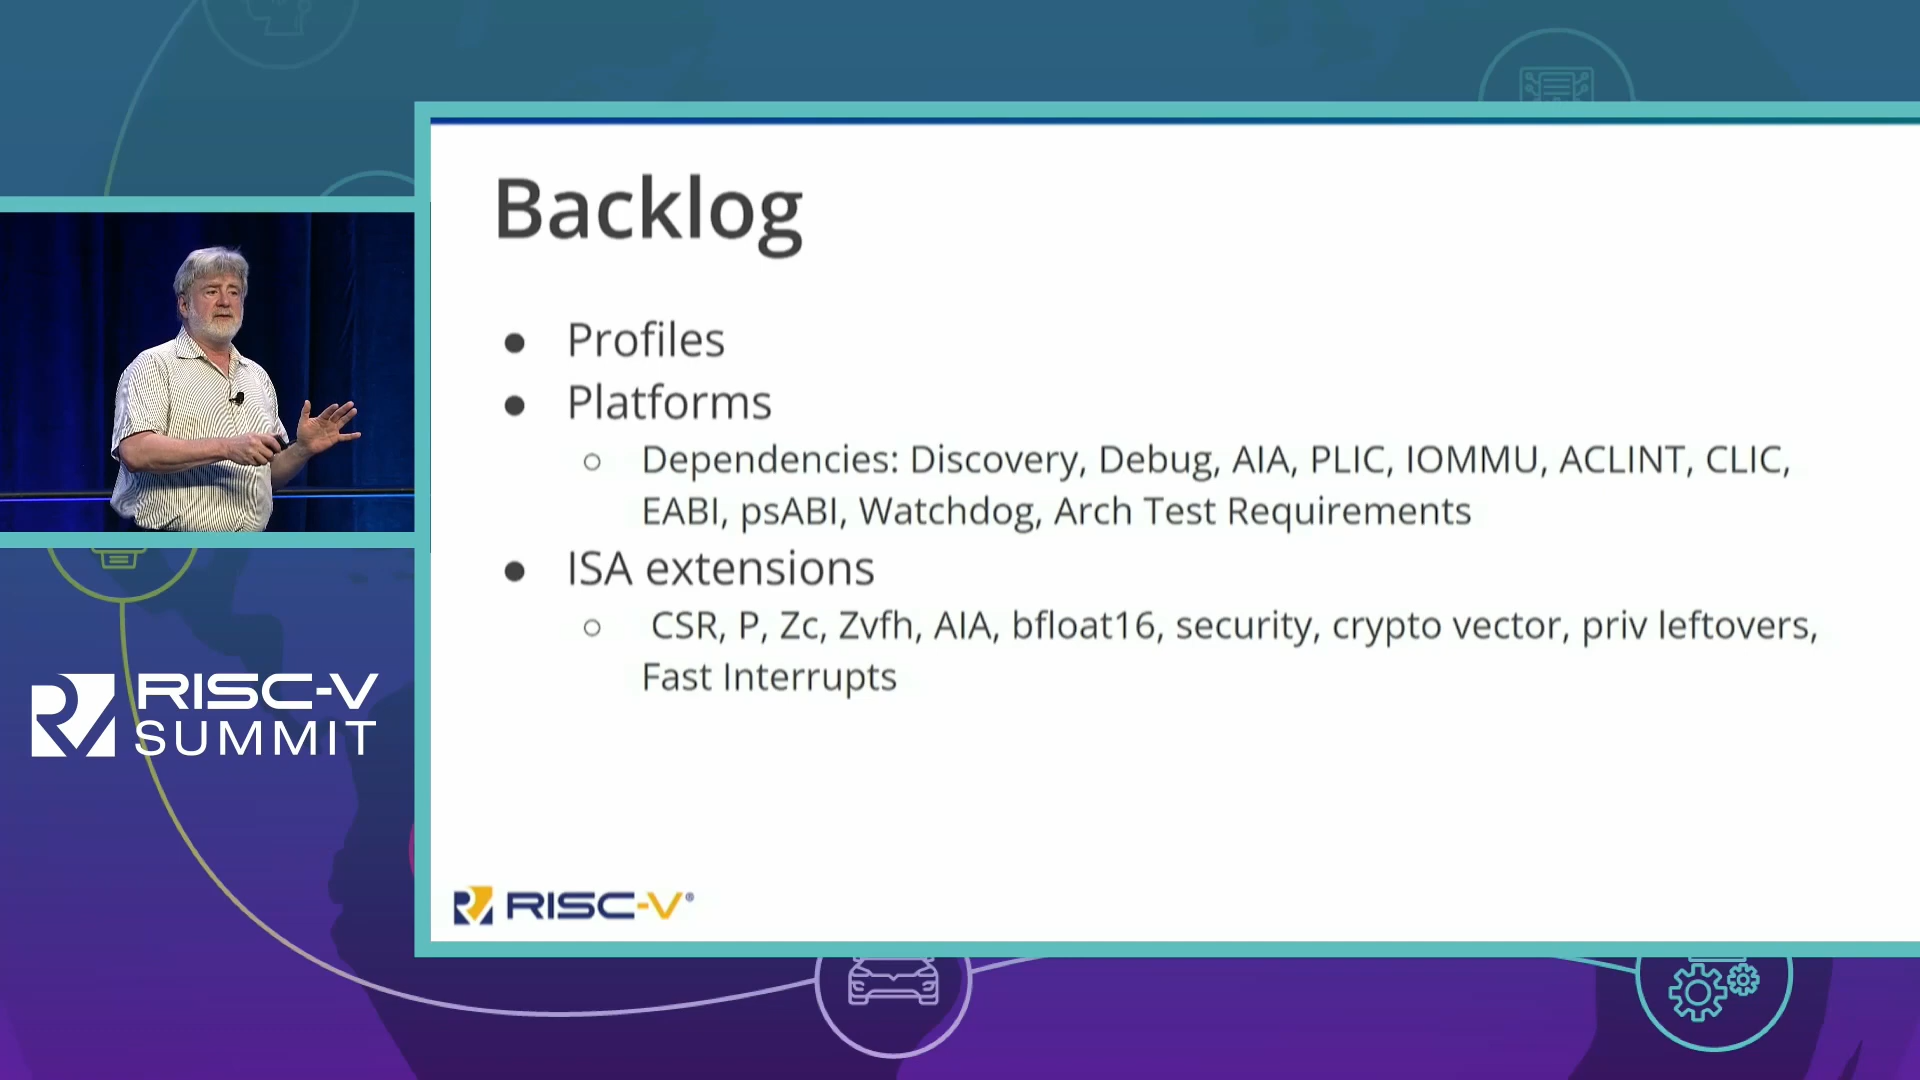 Backlog
● Profiles
● Platforms
○ Dependencies: Discovery, Debug, AIA, PLIC, IOMMU, ACLINT, CLIC,
EABI, psABI, Watchdog, Arch Test Requirements
● ISA extensions
○ CSR, P, Zc, Zvfh, AIA, bfloat16, security, crypto vector, priv leftovers,
Fast Interrupts
RISC-V®
RISC-V
SUMMIT